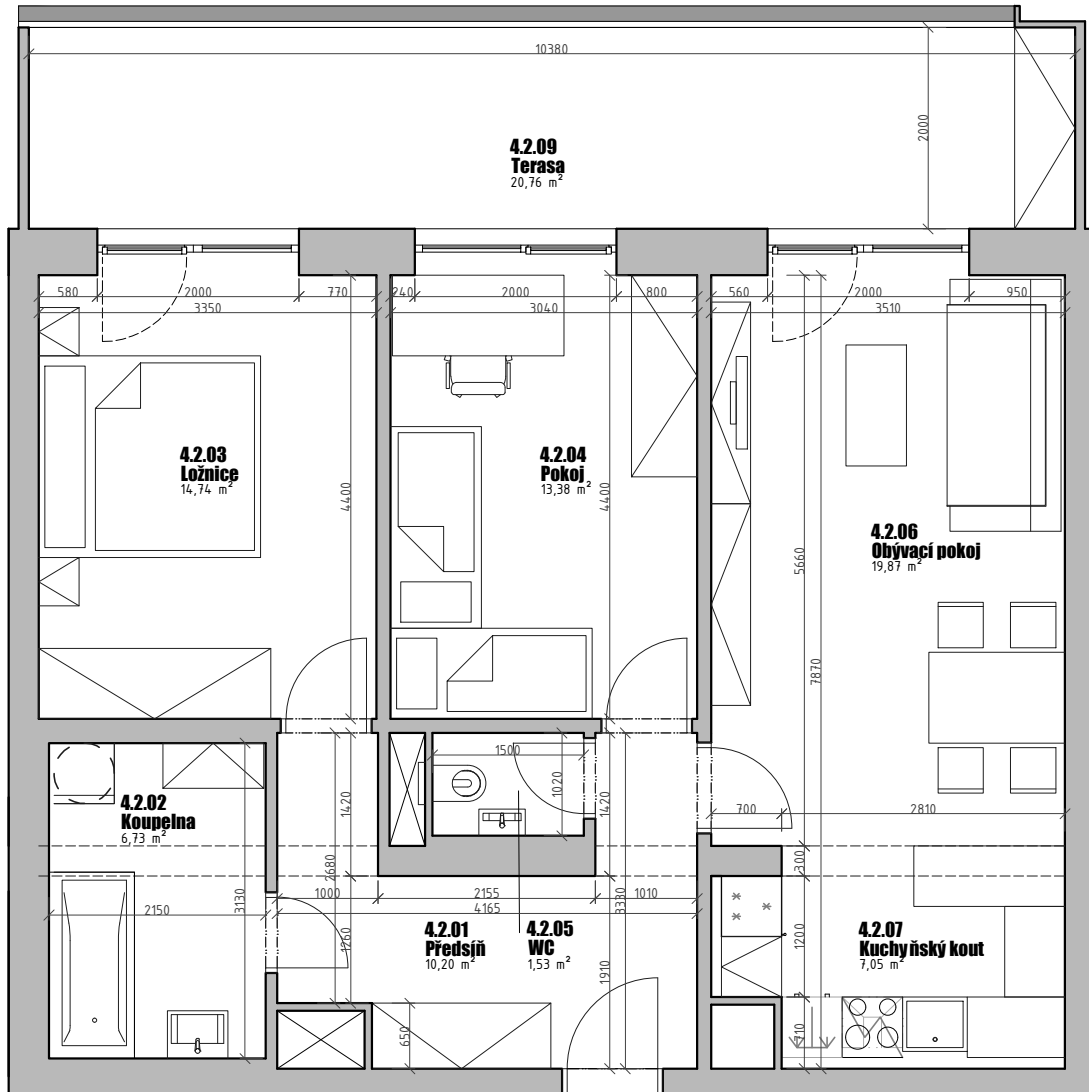 10380
2000
4.2.09
Terasa
20,76 m²
580
2000
770
240
2000
800
560
2000
950
3350
3040
3510
4.2.03
Ložnice
14,74 m²
4400
4.2.04
Pokoj
13,38 m²
4400
4.2.06
Obývací pokoj
19,87 m²
5660
7870
1500
1020
1420
1420
700
2810
4.2.02
Koupelna
6,73 m²
2680
3330
300
3130
2150
1000
2155
1010
4165
1260
4.2.01
Předsíň
10,20 m²
4.2.05
WC
1,53 m²
1910
1200
4.2.07
Kuchyňský kout
7,05 m²
650
710